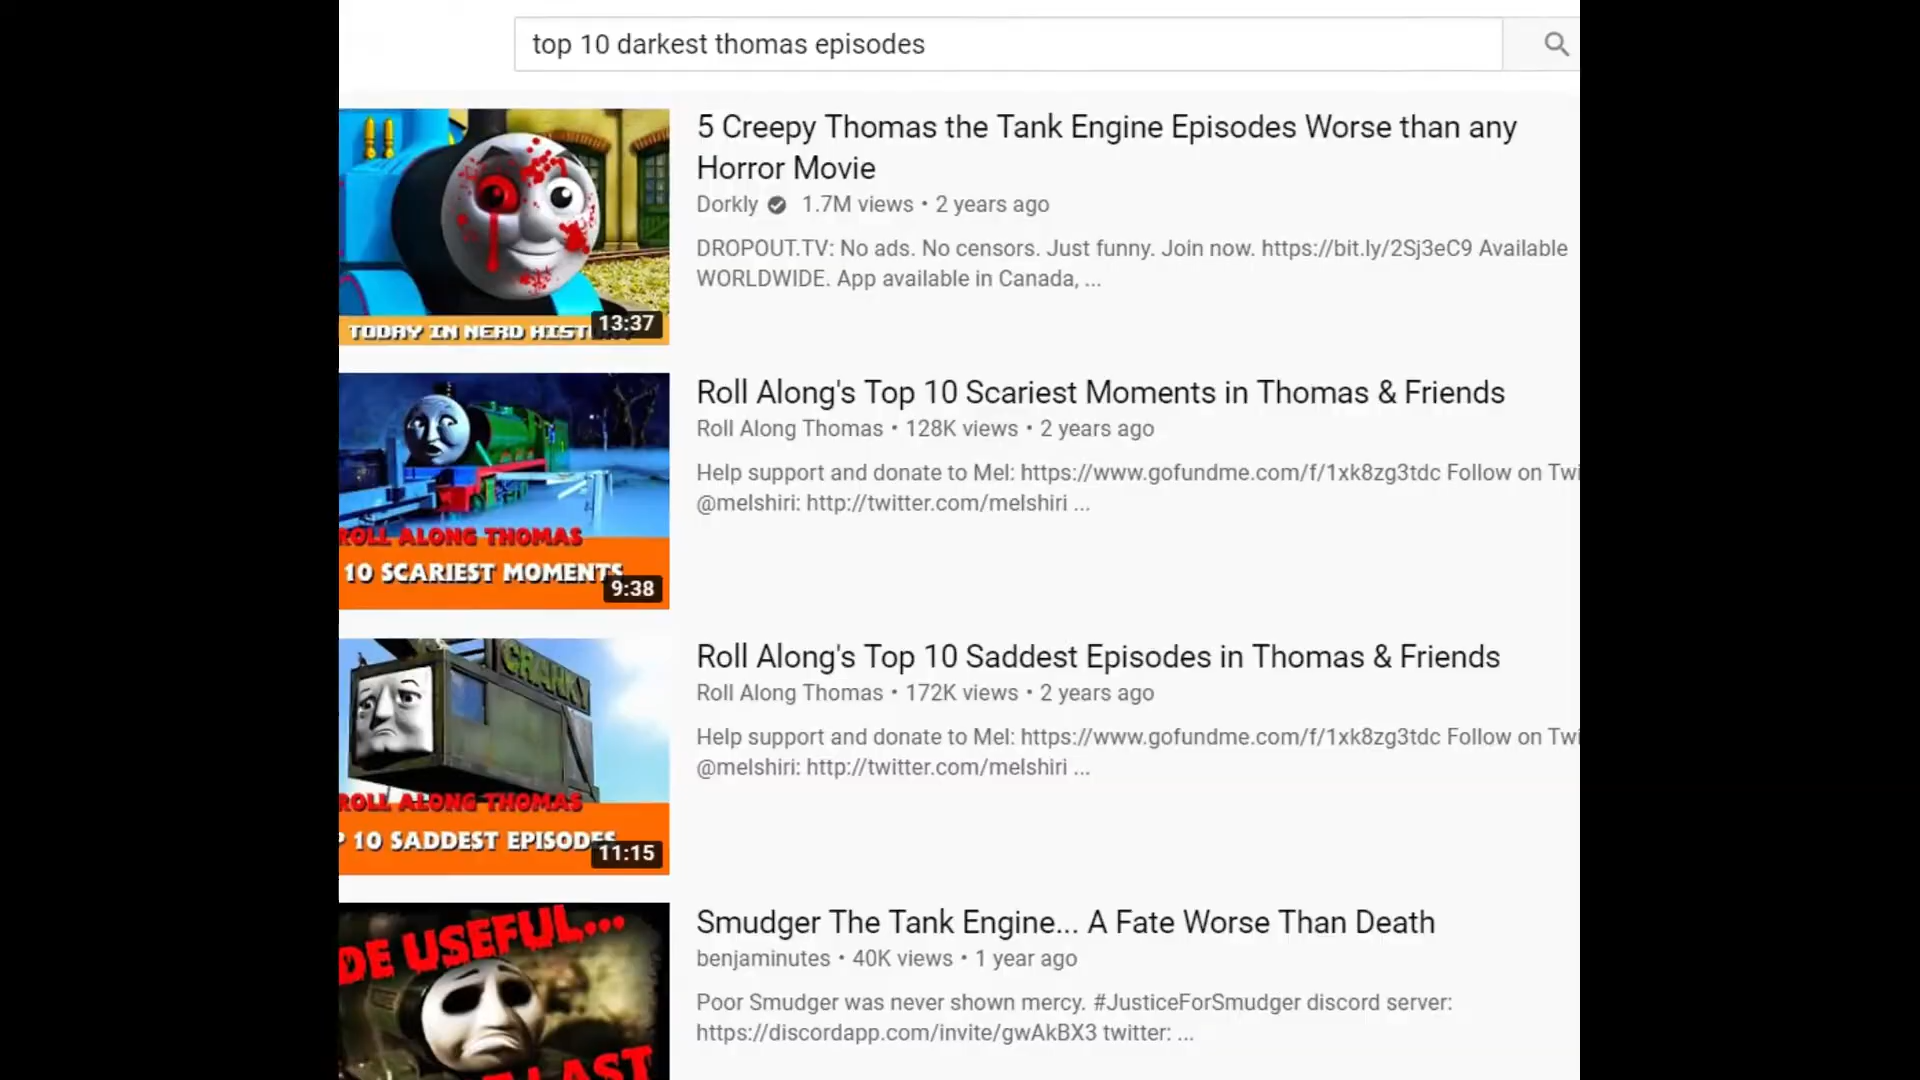 top 10 darkest thomas episodes
5 Creepy Thomas the Tank Engine Episodes Worse than any
Horror Movie
Dorkly 1.7M views • 2 years ago
DROPOUT.TV: No ads. No censors. Just funny. Join now. https://bit.ly/2Sj3eC9 Available
WORLDWIDE. App available in Canada, ...
TODAY IN NERD HIST
13:37
Roll Along's Top 10 Scariest Moments in Thomas & Friends
Roll Along Thomas • 128K views • 2 years ago
Help support and donate to Mel: https://www.gofundme.com/f/1xk8zg3tdc Follow on Twi
@melshiri: http://twitter.com/melshiri ...
ROLL ALONG THOMAS
10 SCARIEST MOMENTS
9:38
Roll Along's Top 10 Saddest Episodes in Thomas & Friends
Roll Along Thomas • 172K views • 2 years ago
Help support and donate to Mel: https://www.gofundme.com/f/1xk8zg3tdc Follow on Twi
@melshiri: http://twitter.com/melshiri ...
CRANKY
ROLL ALONG THOMAS
P 10 SADDEST EPISODES
11:15
Smudger The Tank Engine... A Fate Worse Than Death
benjaminutes • 40K views • 1 year ago
Poor Smudger was never shown mercy. #JusticeForSmudger discord server:
https://discordapp.com/invite/gwAkBX3 twitter: ...
DE USEFUL...
LAST